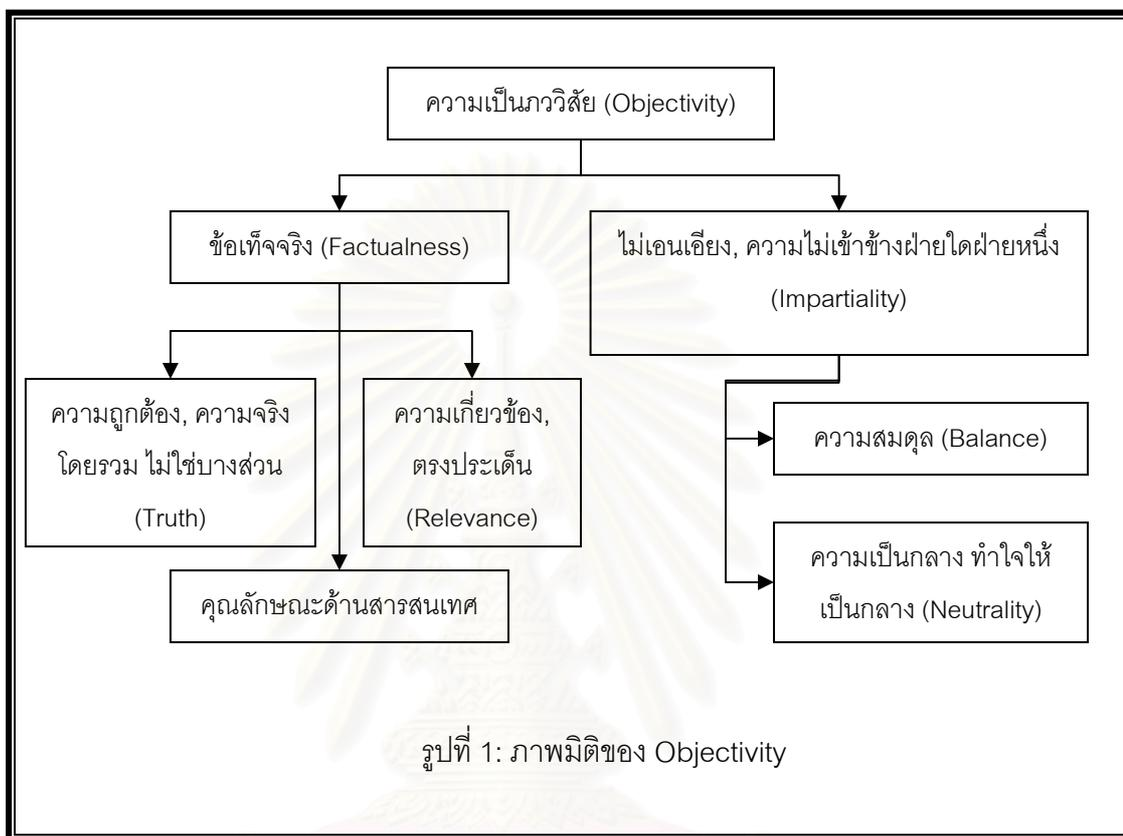 ความเป็นภววิสัย (Objectivity)
ข้อเท็จจริง (Factualness)
ไม่เอนเอียง, ความไม่เข้าข้างฝ่ายใดฝ่ายหนึ่ง
(Impartiality)
ความถูกต้อง, ความจริง
โดยรวม ไม่ใช่บางส่วน
(Truth)
ความเกี่ยวข้อง,
ตรงประเด็น
(Relevance)
คุณลักษณะด้านสารสนเทศ
ความสมดุล (Balance)
ความเป็นกลาง ทำใจให้
เป็นกลาง (Neutrality)
รูปที่ 1: ภาพมิติของ Objectivity